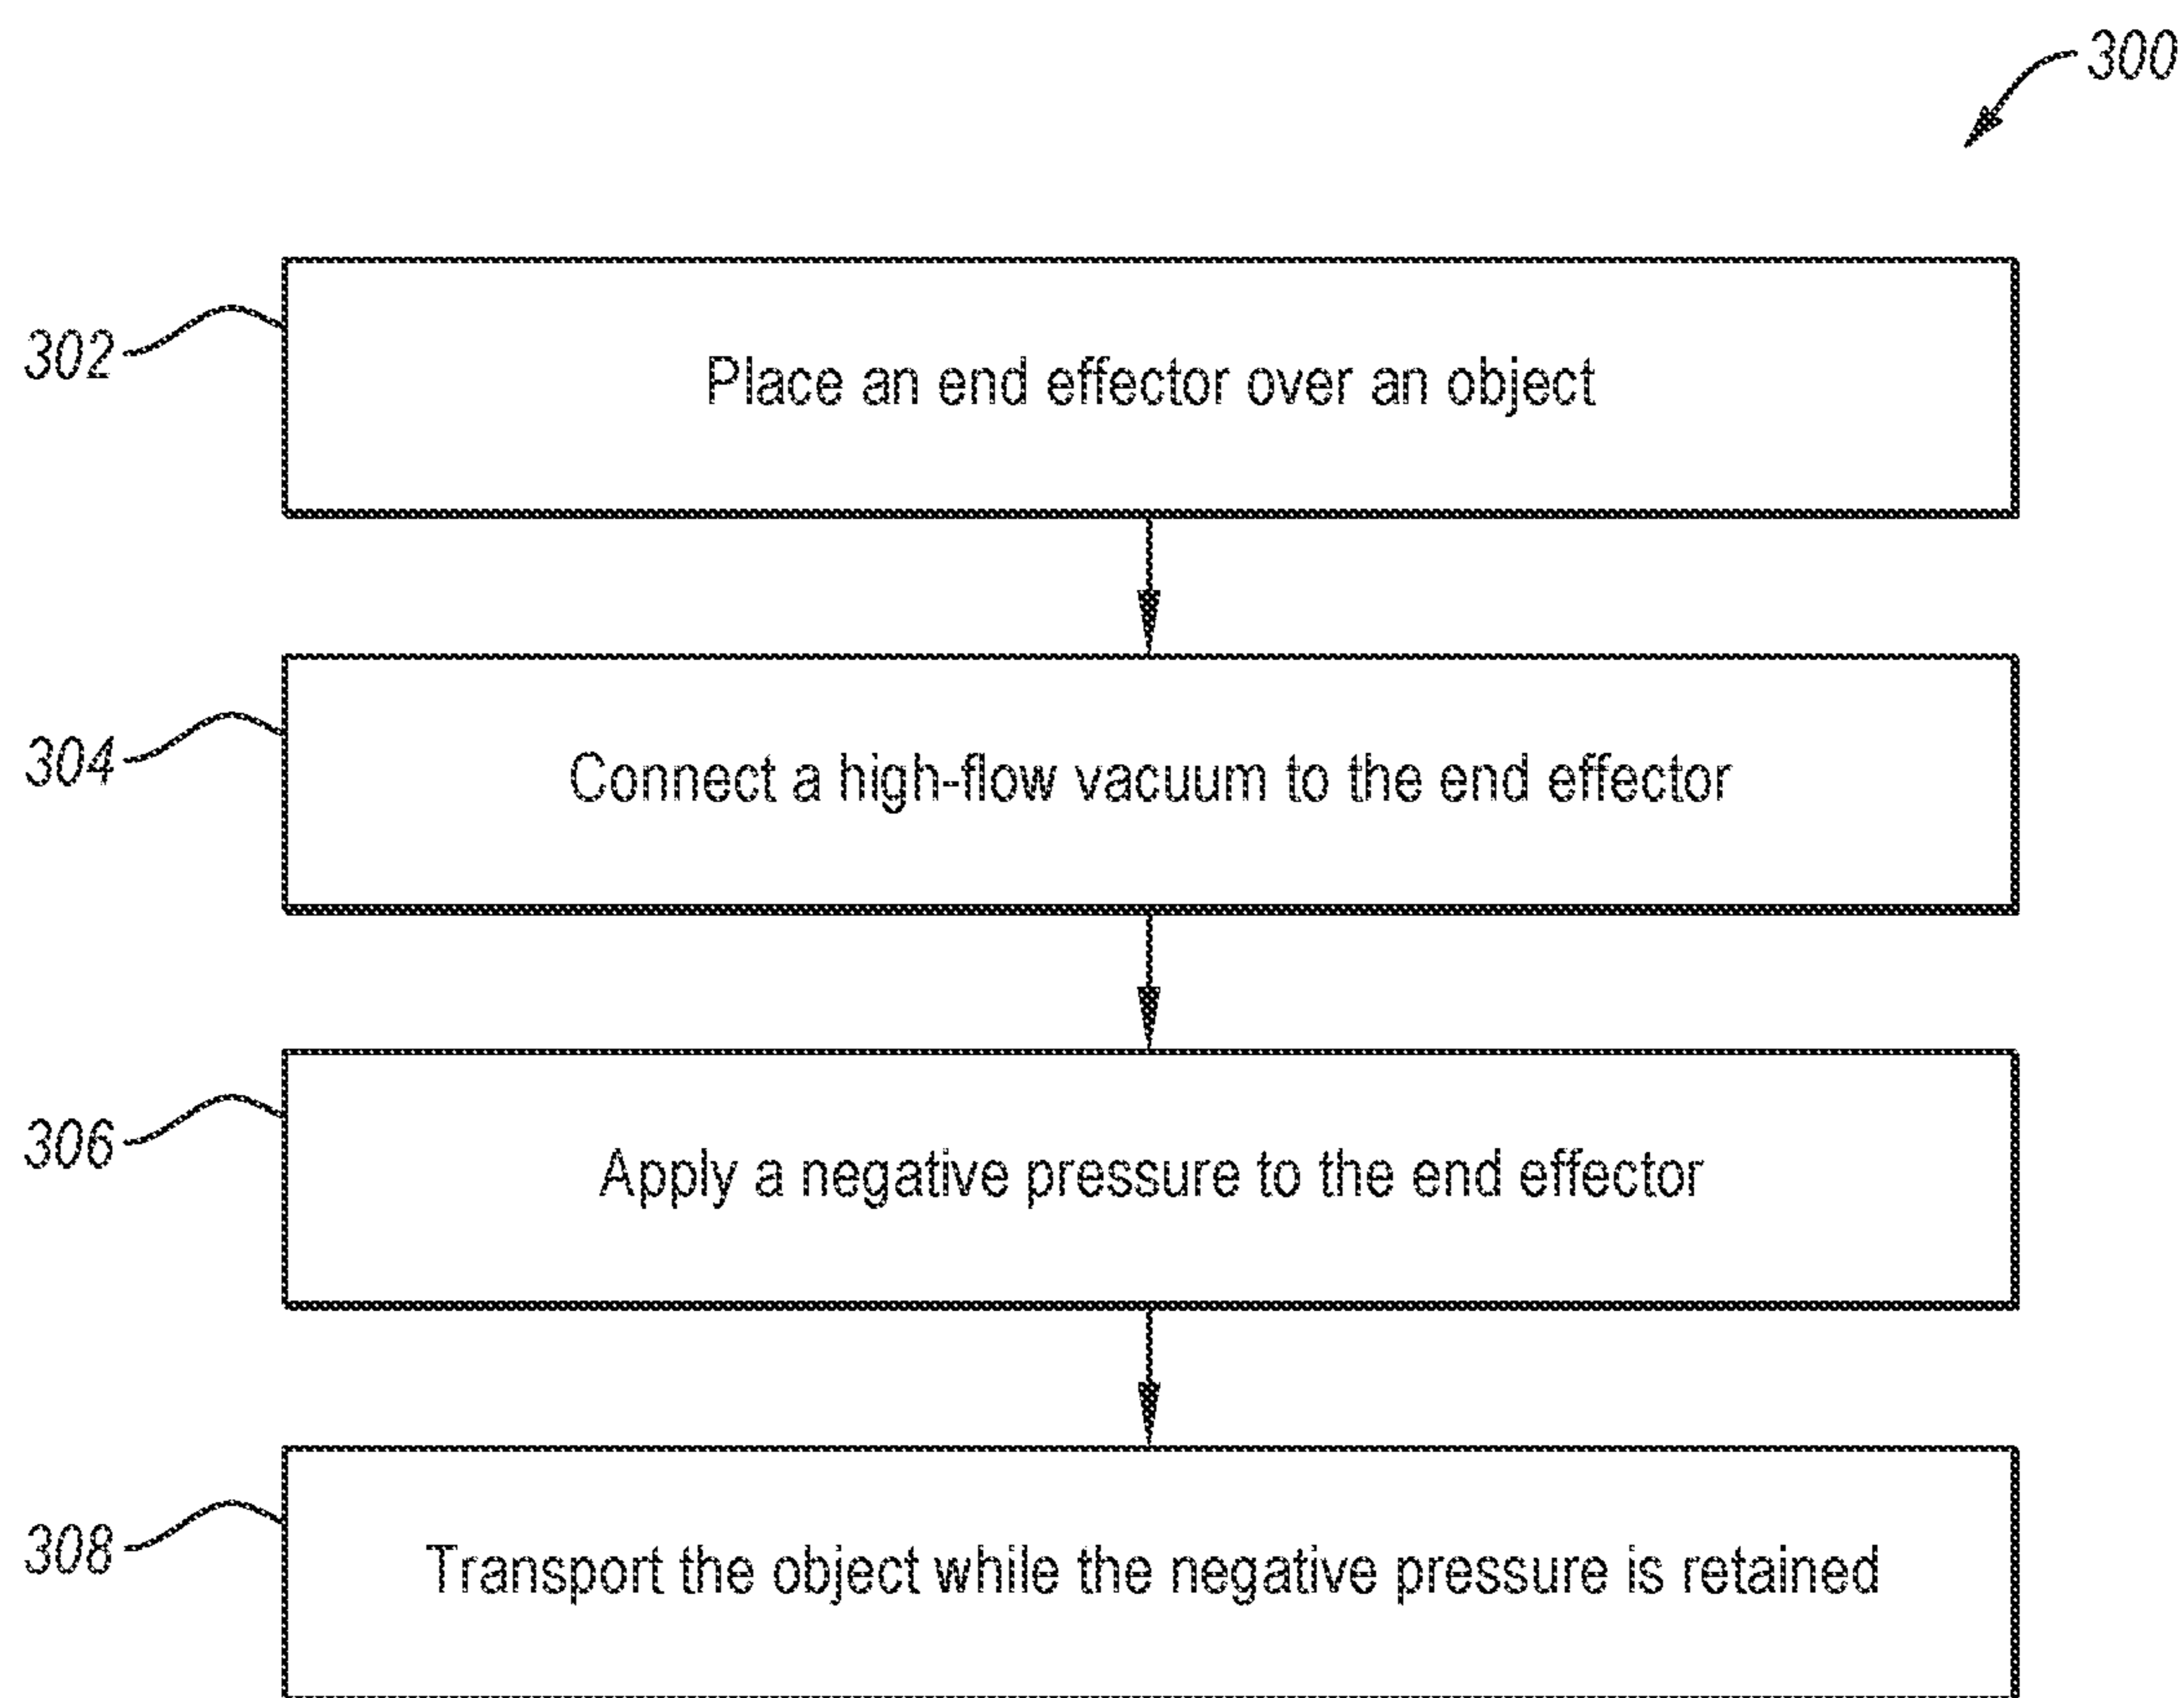 300
302
Place an end effector over an object
304
Connect a high-flow vacuum to the end effector
306
Apply a negative pressure to the end effector
308
Transport the object while the negative pressure is retained